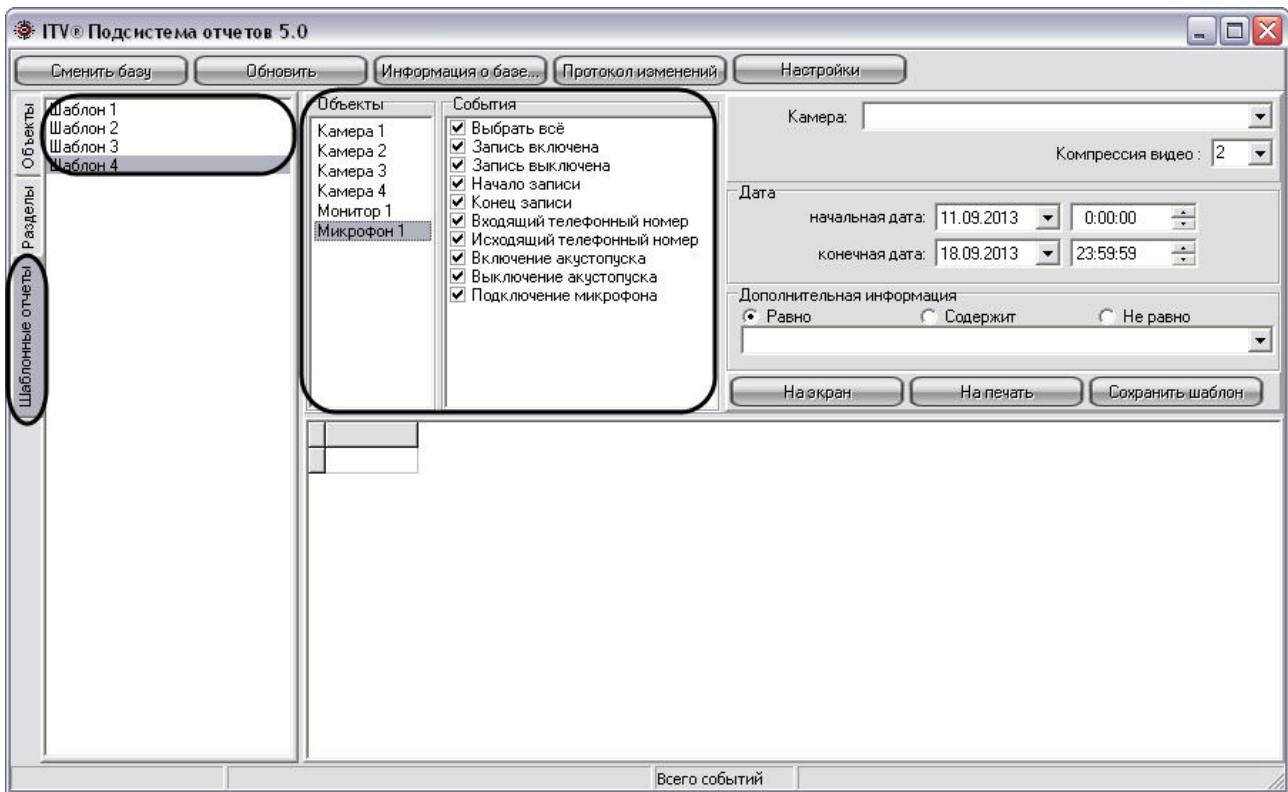 ITV® Подсистема отчетов 5.0
Сменить базу
Обновить
Информация о базе...
Протокол изменений
Настройки
Объекты
Разделы
Шаблонные отчеты
Шаблон 1
Шаблон 2
Шаблон 3
Шаблон 4
Объекты
Камера 1
Камера 2
Камера 3
Камера 4
Монитор 1
Микрофон 1
События
Выбрать всё
Запись включена
Запись выключена
Начало записи
Конец записи
Входящий телефонный номер
Исходящий телефонный номер
Включение акустопуска
Выключение акустопуска
Подключение микрофона
Камера:
Компрессия видео : 2
Дата
начальная дата: 11.09.2013 0:00:00
конечная дата: 18.09.2013 23:59:59
Дополнительная информация
Равно Содержит Не равно
На экран
На печать
Сохранить шаблон
Всего событий